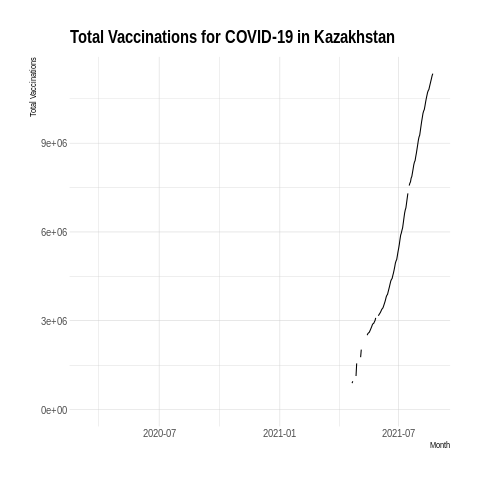 Total Vaccinations for COVID-19 in Kazakhstan
Total Vaccinations
9e+06
6e+06
3e+06
0e+00
2020-07
2021-01
2021-07
Month